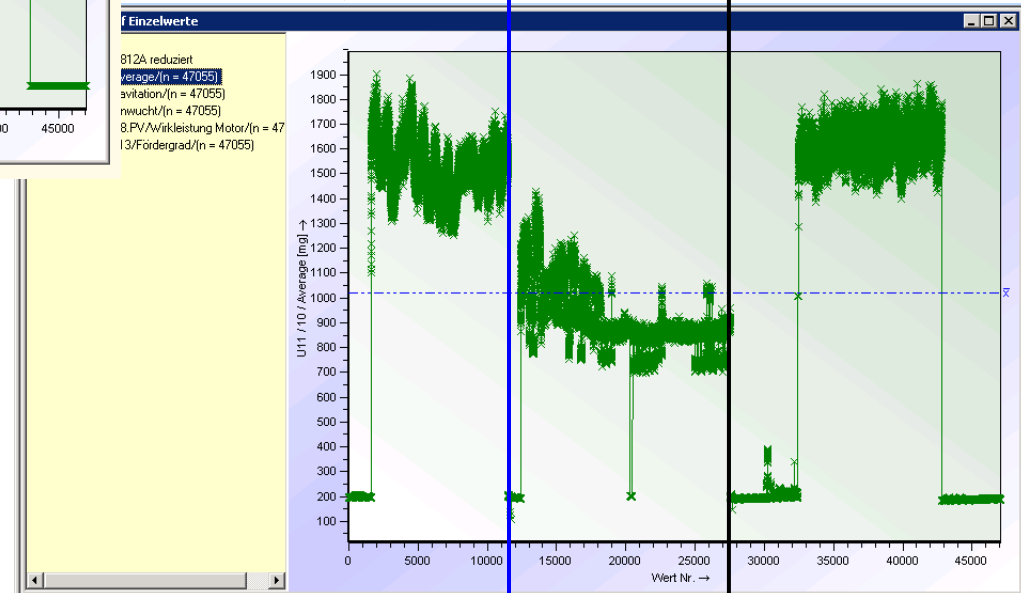 45000
f Einzelwerte
812A reduziert
verage/(n = 47055)
avitation/(n = 47055)
nwucht/(n = 47055)
8.PV/Wirkleistung Motor/(n = 47
13/Fördergrad/(n = 47055)
U11 / 10 / Average [mg] →
1900
1800
1700
1600
1500
1400
1300
1200
1100
1000
900
800
700
600
500
400
300
200
100
x̄
0 5000 10000 15000 20000 25000 30000 35000 40000 45000
Wert Nr. →